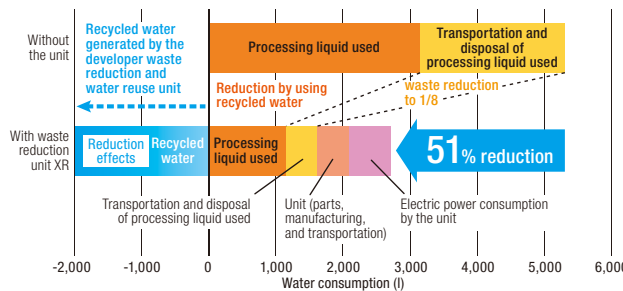 Without
the unit
Recycled water
generated by the
developer waste
reduction and
water reuse unit
Processing liquid used
Transportation and
disposal of
processing liquid used
Reduction by using
recycled water
waste reduction
to 1/8
With waste
reduction
unit XR
Reduction
effects
Recycled
water
Processing
liquid used
51% reduction
Transportation and disposal
of processing liquid used
Unit (parts,
manufacturing,
and transportation)
Electric power consumption
by the unit
-2,000 -1,000 0 1,000 2,000 3,000 4,000 5,000 6,000
Water consumption (l)